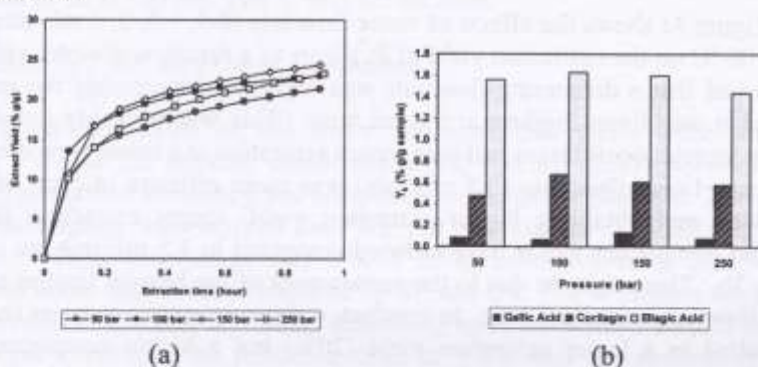 Extract Yield (% g/g)
30
25
20
15
10
5
0
0 0.2 0.4 0.6 0.8 1
Extraction time (hour)
50 bar 100 bar 150 bar 250 bar
(a)
(% g/g sample)
1.8
1.6
1.4
1.2
1.0
0.8
0.6
0.4
0.2
0.0
50 100 150 250
Pressure (bar)
Gallic Acid Corilagin Ellagic Acid
(b)